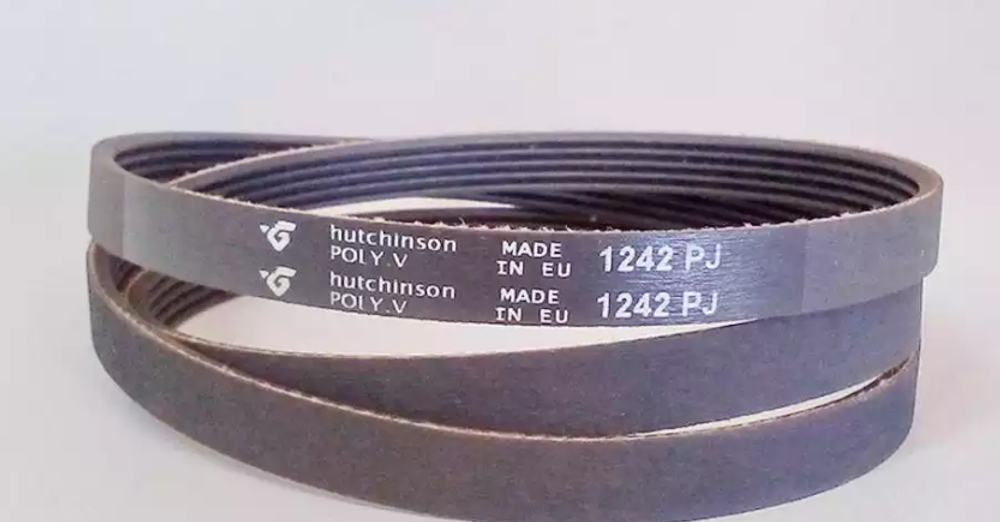 hutchinson
POLY.V
MADE
IN EU
1242 PJ
hutchinson
POLY.V
MADE
IN EU
1242 PJ